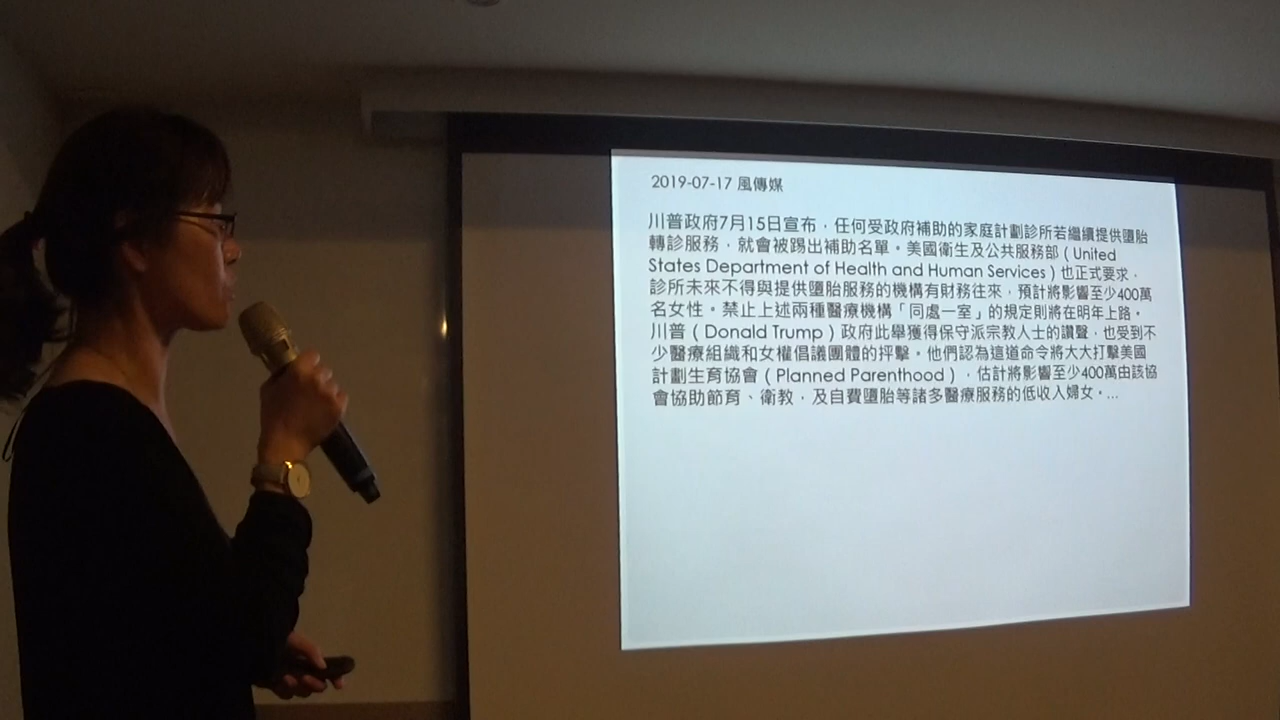 2019-07-17 風傳媒
川普政府7月15日宣布，任何受政府補助的家庭計劃診所若繼續提供墮胎
轉診服務，就會被踢出補助名單。美國衛生及公共服務部（United
States Department of Health and Human Services）也正式要求，
診所未來不得與提供墮胎服務的機構有財務往來，預計將影響至少400萬
名女性。禁止上述兩種醫療機構「同處一室」的規定則將在明年上路。
川普（Donald Trump）政府此舉獲得保守派宗教人士的讚聲，也受到不
少醫療組織和女權倡議團體的抨擊。他們認為這道命令將大大打擊美國
計劃生育協會（Planned Parenthood），估計將影響至少400萬由該協
會協助節育、衛教，及自費墮胎等諸多醫療服務的低收入婦女。...